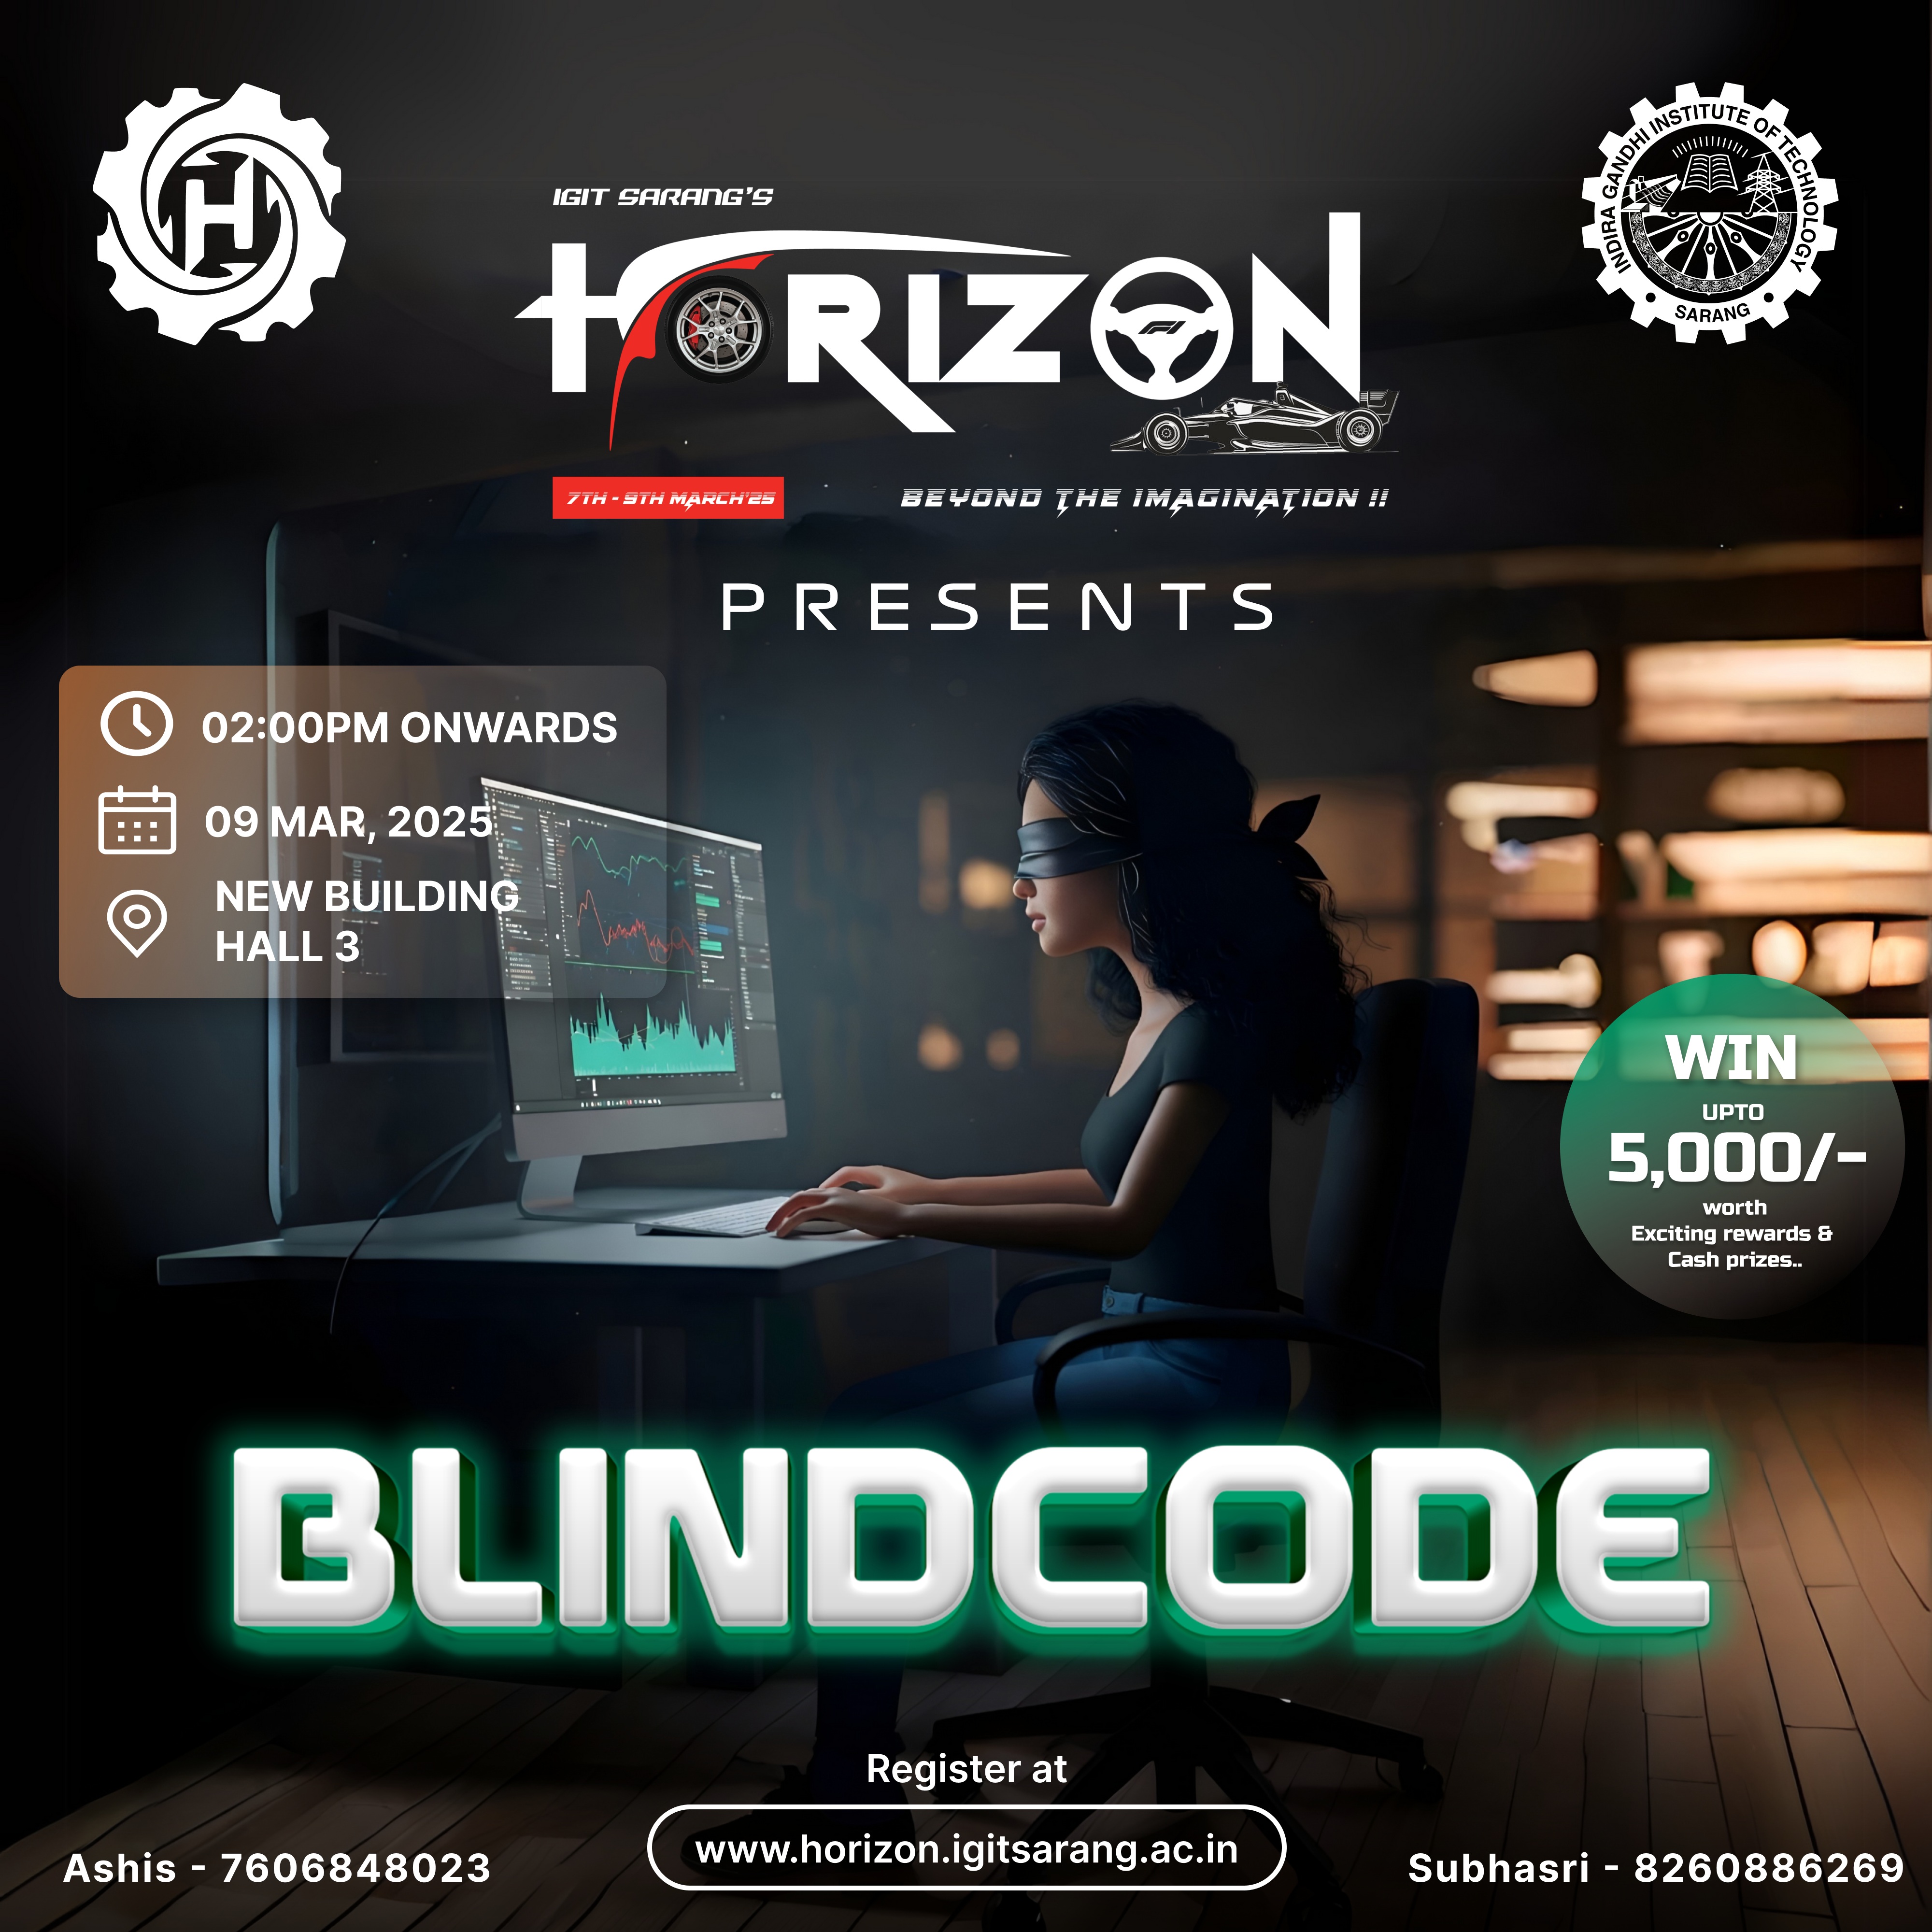 H
INDIRA GANDHI INSTITUTE OF TECHNOLOGY
SARANG
IGIT SARANG'S
HORIZON
7TH - 9TH MARCH'25
BEYOND THE IMAGINATION !!
PRESENTS
02:00PM ONWARDS
09 MAR, 2025
NEW BUILDING
HALL 3
WIN
UPTO
5,000/-
worth
Exciting rewards &
Cash prizes..
BLINDCODE
Register at
www.horizon.igitsarang.ac.in
Ashis - 7606848023
Subhasri - 8260886269